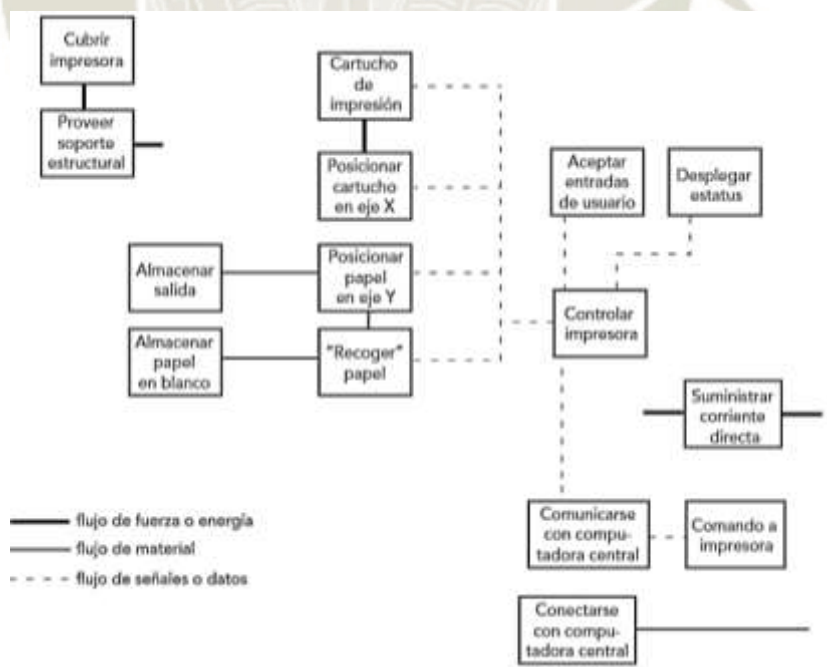 Cubrir
impresora
Proveer
soporte
estructural
Cartucho
de
impresión
Posicionar
cartucho
en eje X
Almacenar
salida
Posicionar
papel
en eje Y
Almacenar
papel
en blanco
"Recoger"
papel
Aceptar
entradas
de usuario
Desplegar
estatus
Controlar
impresora
Suministrar
corriente
directa
Comunicarse
con compu-
tadora central
Comando a
impresora
Conectarse
con compu-
tadora central
flujo de fuerza o energía
flujo de material
flujo de señales o datos